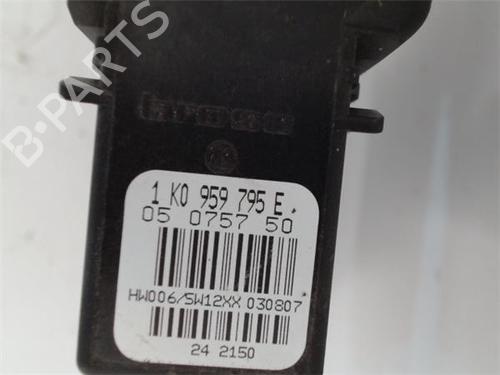 B-PARTS
1 K0 959 795 E .
05 0757 50
HW006/SW12XX 030807
24 2150